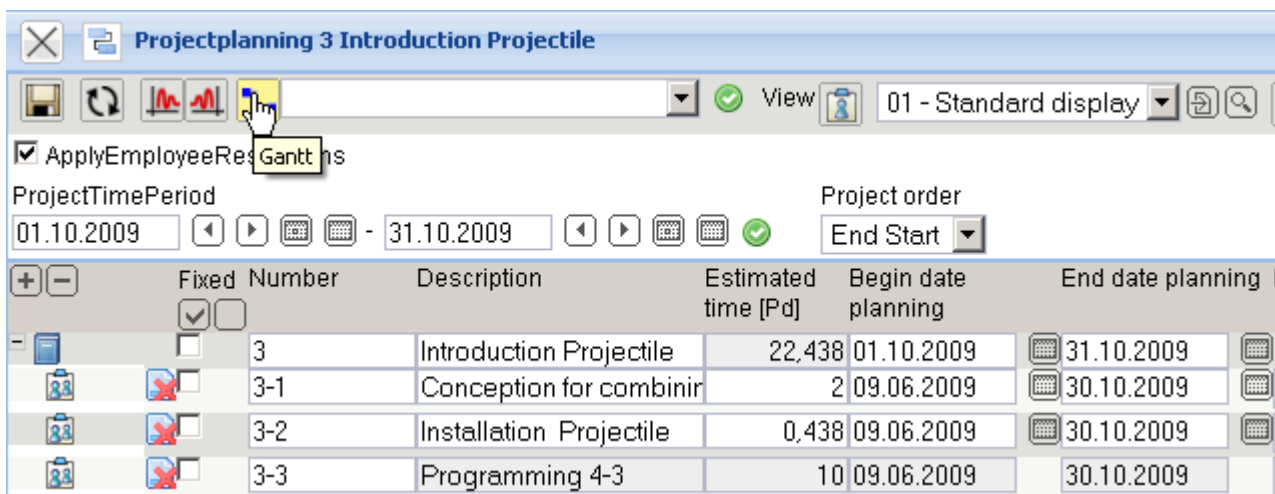 Projectplanning 3 Introduction Projectile
View 01 - Standard display
ApplyEmployeeRes Gantt ns
ProjectTimePeriod Project order
01.10.2009 - 31.10.2009 End Start
Fixed Number Description Estimated Begin date End date planning
time [Pd] planning
3 Introduction Projectile 22,438 01.10.2009 31.10.2009
3-1 Conception for combinin 2 09.06.2009 30.10.2009
3-2 Installation Projectile 0,438 09.06.2009 30.10.2009
3-3 Programming 4-3 10 09.06.2009 30.10.2009